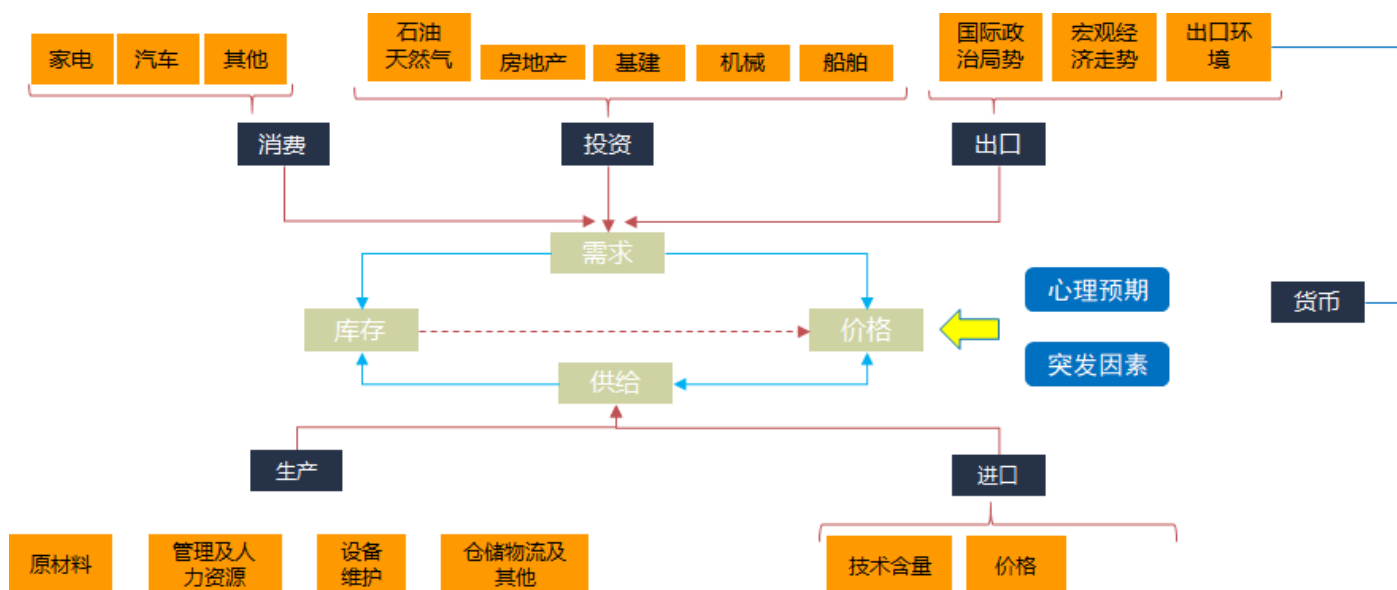 家电
汽车
其他
石油
天然气
房地产
基建
机械
船舶
国际政
治局势
宏观经
济走势
出口环
境
消费
投资
出口
需求
心理预期
货币
库存
价格
突发因素
供给
生产
进口
原材料
管理及人
力资源
设备
维护
仓储物流及
其他
技术含量
价格